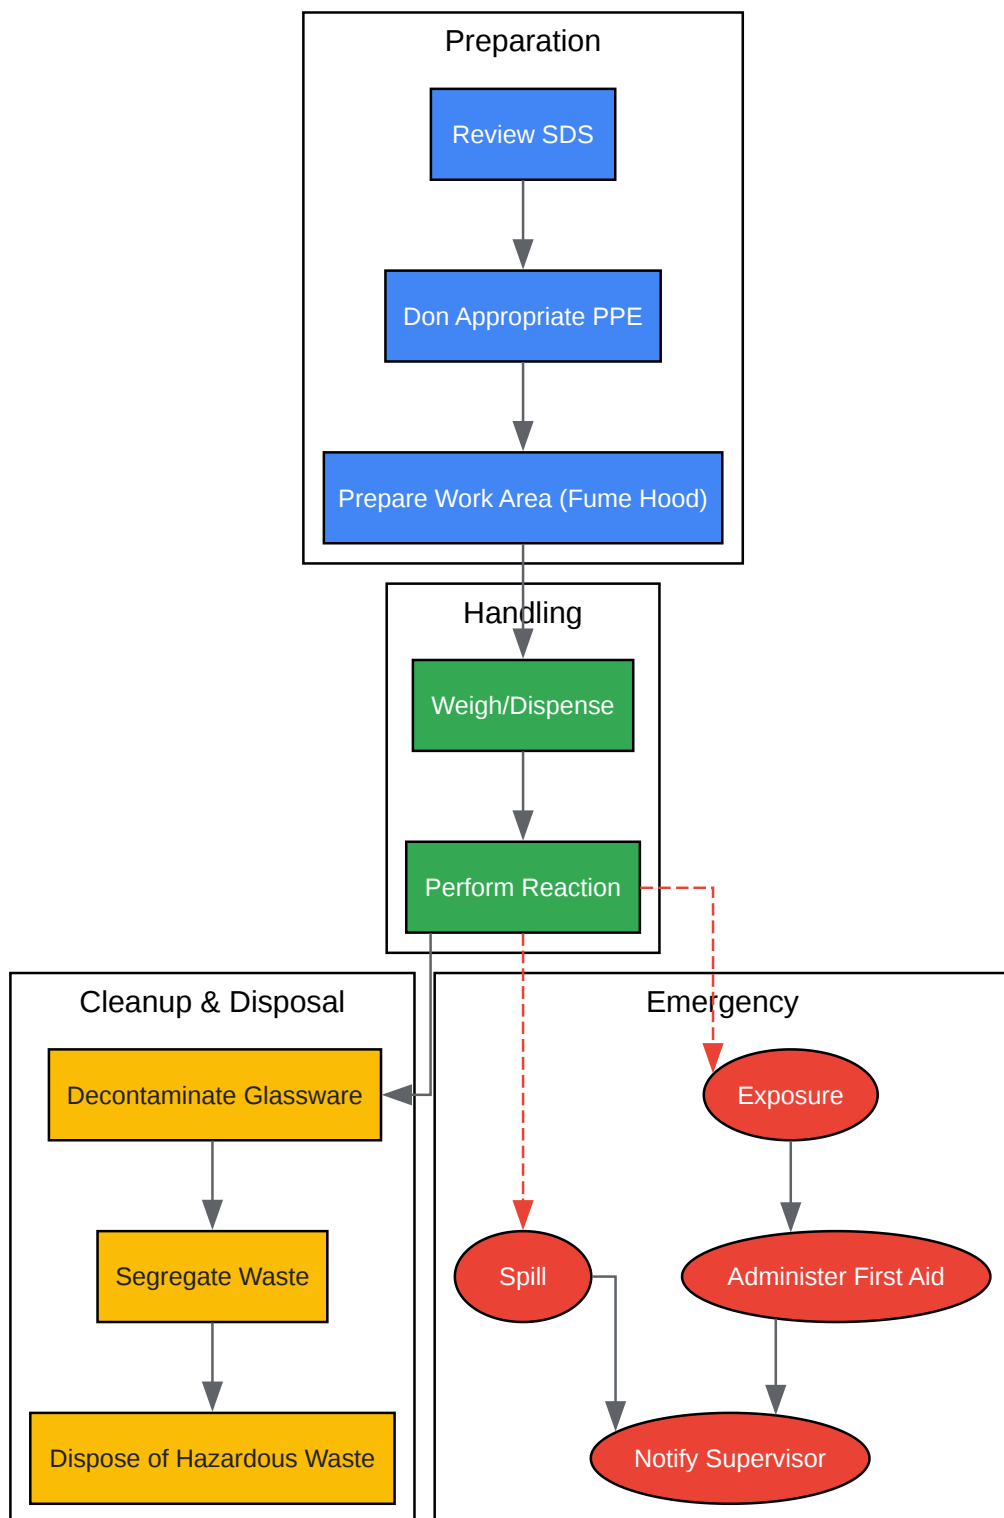 Preparation
Review SDS
Don Appropriate PPE
Prepare Work Area (Fume Hood)
Handling
Weigh/Dispense
Perform Reaction
Cleanup & Disposal
Decontaminate Glassware
Segregate Waste
Dispose of Hazardous Waste
Emergency
Exposure
Spill
Administer First Aid
Notify Supervisor